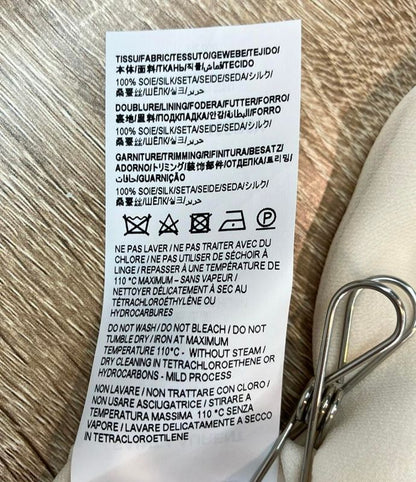 TISSU/FABRIC/TESSUTO/GEWEBE/TEJIDO/
本体/面料/ТКАНЬ/직물/قماش/TECIDO
100% SOIE/SILK/SETA/SEIDE/SEDA/シルク/
桑蚕丝/ШЁЛК/실크/حرير/SEDA
DOUBLURE/LINING/FODERA/FUTTER/FORRO/
裏地/里料/ПОДКЛАДКА/안감/البطانة/FORRO
100% SOIE/SILK/SETA/SEIDE/SEDA/シルク/
桑蚕丝/ШЁЛК/실크/حرير/SEDA
GARNITURE/TRIMMING/RIFINITURA/BESATZ/
ADORNO/トリミング/装饰部件/ОТДЕЛКА/트리밍/
GUARNIÇÃO
100% SOIE/SILK/SETA/SEIDE/SEDA/シルク/
桑蚕丝/ШЁЛК/실크/حرير/SEDA
P
NE PAS LAVER / NE PAS TRAITER AVEC DU
CHLORE / NE PAS UTILISER DE SÉCHOIR À
LINGE / REPASSER À UNE TEMPÉRATURE DE
110 °C MAXIMUM – SANS VAPEUR /
NETTOYER DÉLICATEMENT À SEC AU
TÉTRACHLOROÉTHYLÈNE OU
HYDROCARBURES
DO NOT WASH / DO NOT BLEACH / DO NOT
TUMBLE DRY / IRON AT MAXIMUM
TEMPERATURE 110°C - WITHOUT STEAM /
DRY CLEANING IN TETRACHLOROETHENE OR
HYDROCARBONS - MILD PROCESS
NON LAVARE / NON TRATTARE CON CLORO /
NON USARE ASCIUGATRICE / STIRARE A
TEMPERATURA MASSIMA 110 °C SENZA
VAPORE / LAVARE DELICATAMENTE A SECCO
IN TETRACLOROETILENE